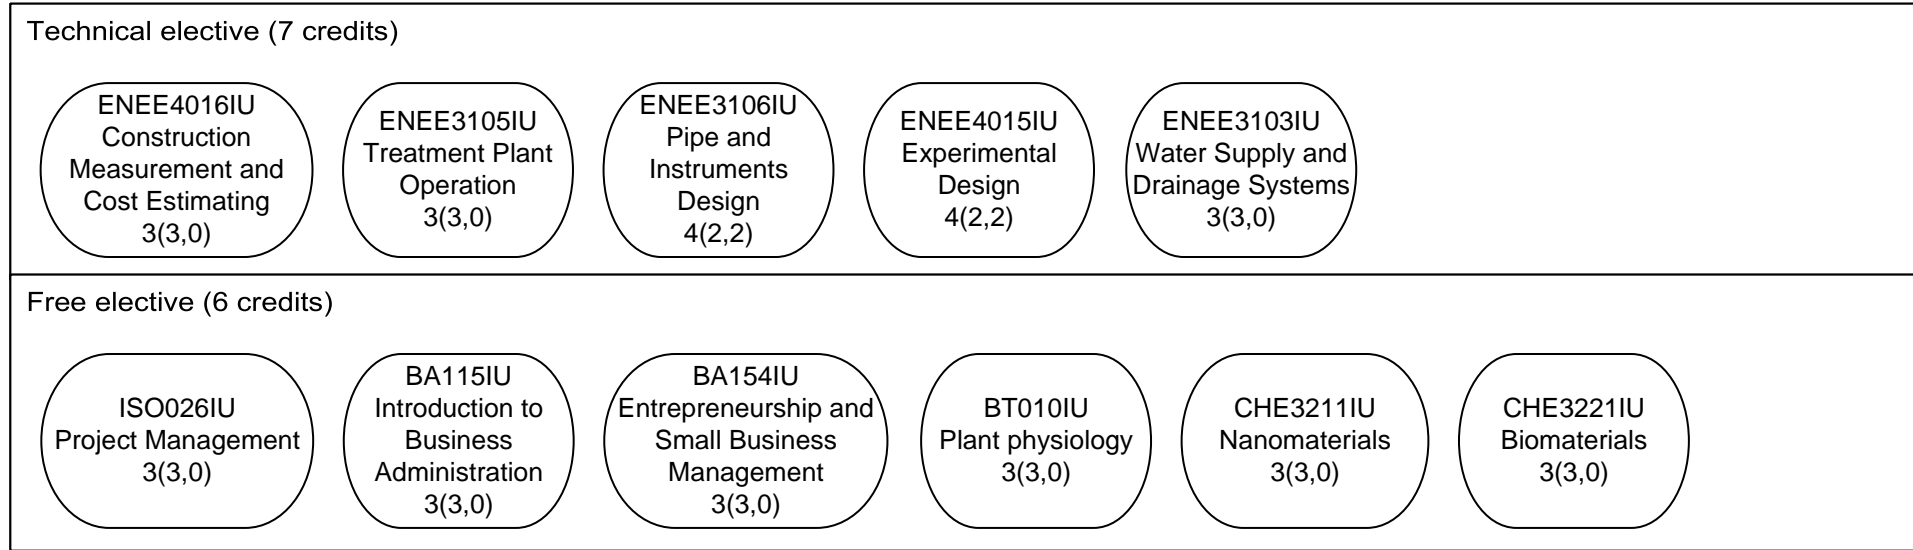 Technical elective (7 credits)
ENEE4016IU
Construction
Measurement and
Cost Estimating
3(3,0)
ENEE3105IU
Treatment Plant
Operation
3(3,0)
ENEE3106IU
Pipe and
Instruments
Design
4(2,2)
ENEE4015IU
Experimental
Design
4(2,2)
ENEE3103IU
Water Supply and
Drainage Systems
3(3,0)
Free elective (6 credits)
ISO026IU
Project Management
3(3,0)
BA115IU
Introduction to
Business
Administration
3(3,0)
BA154IU
Entrepreneurship and
Small Business
Management
3(3,0)
BT010IU
Plant physiology
3(3,0)
CHE3211IU
Nanomaterials
3(3,0)
CHE3221IU
Biomaterials
3(3,0)